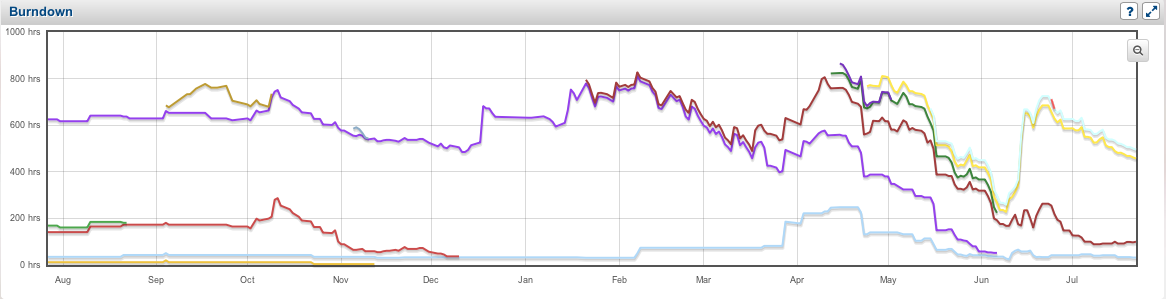 Burndown
?
1000 hrs
800 hrs
600 hrs
400 hrs
200 hrs
0 hrs
Aug Sep Oct Nov Dec Jan Feb Mar Apr May Jun Jul